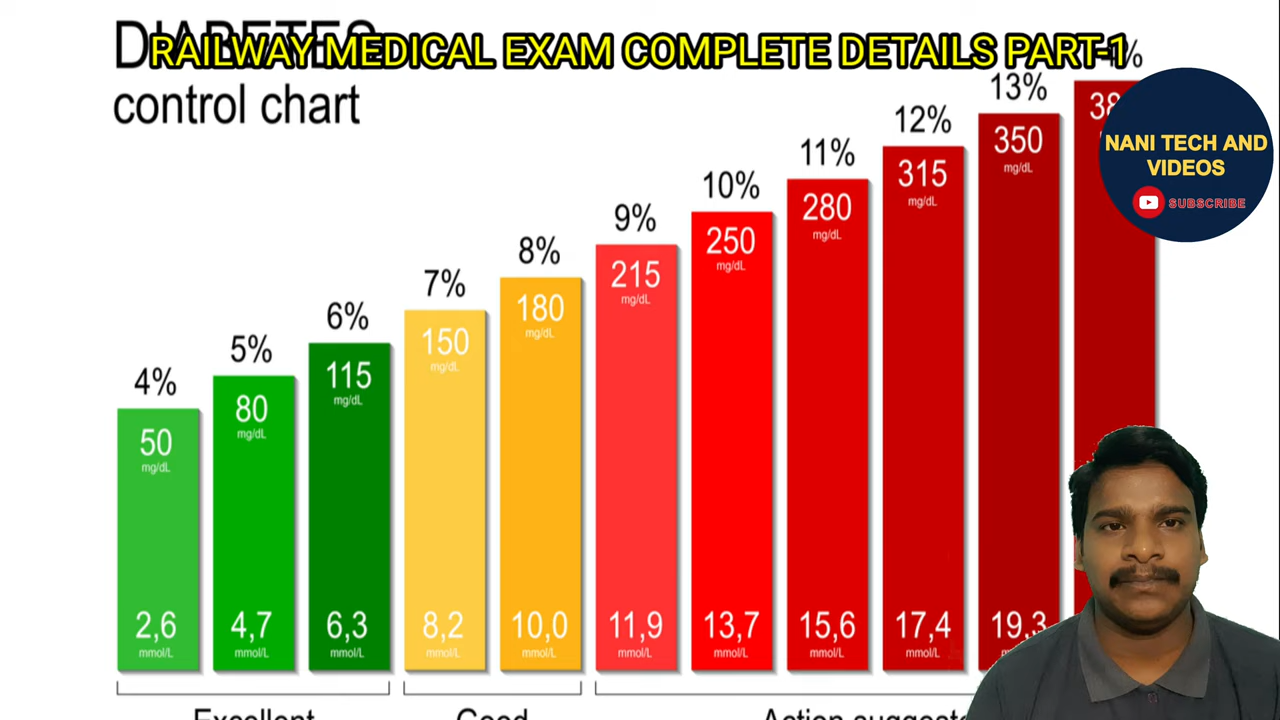 DIABETES
RAILWAY MEDICAL EXAM COMPLETE DETAILS PART-1
control chart
4%
5%
6%
7%
8%
9%
10%
11%
12%
13%
50
mg/dL
80
mg/dL
115
mg/dL
150
mg/dL
180
mg/dL
215
mg/dL
250
mg/dL
280
mg/dL
315
mg/dL
350
mg/dL
NANI TECH AND
VIDEOS
SUBSCRIBE
2,6
mmol/L
4,7
mmol/L
6,3
mmol/L
8,2
mmol/L
10,0
mmol/L
11,9
mmol/L
13,7
mmol/L
15,6
mmol/L
17,4
mmol/L
19,3
Excellent
Good
Action